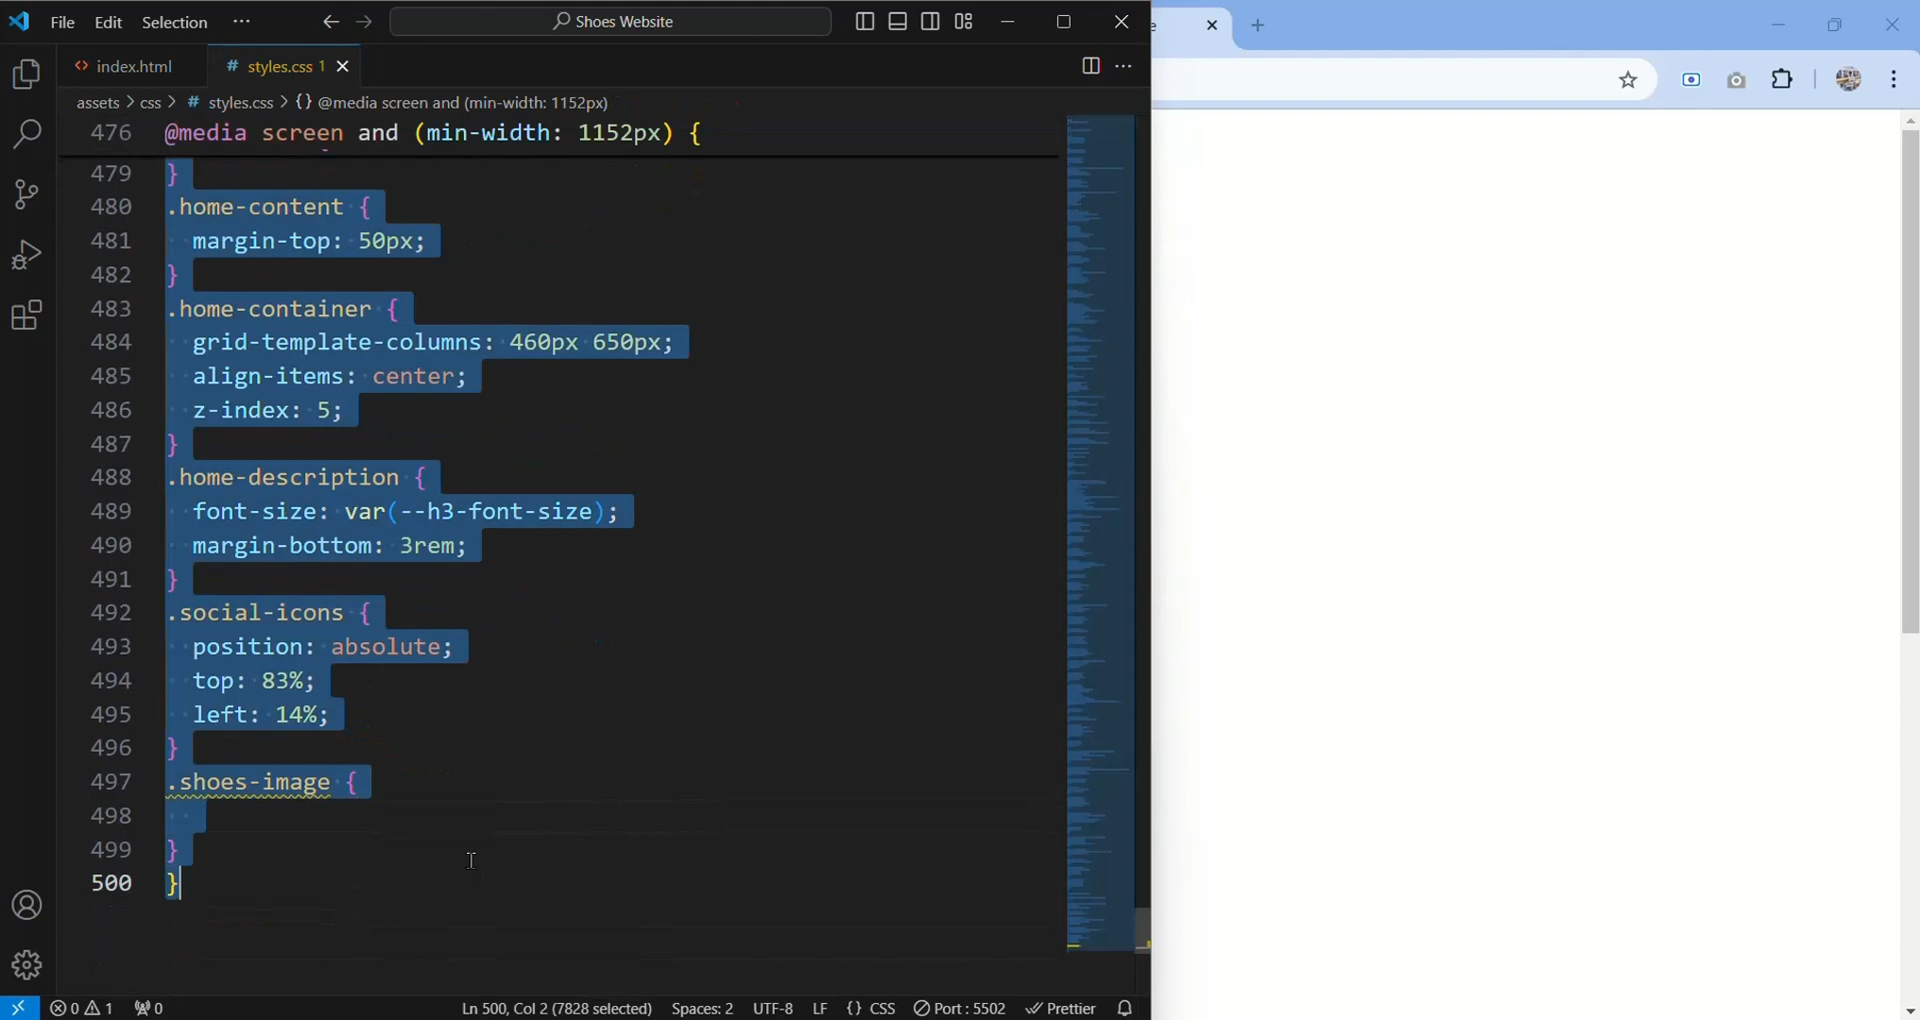 File Edit Selection ··· Shoes Website
index.html # styles.css 1
assets > css > # styles.css > {} @media screen and (min-width: 1152px)
476 @media screen and (min-width: 1152px) {
479 }
480 .home-content {
481 margin-top: 50px;
482 }
483 .home-container {
484 grid-template-columns: 460px 650px;
485 align-items: center;
486 z-index: 5;
487 }
488 .home-description {
489 font-size: var(--h3-font-size);
490 margin-bottom: 3rem;
491 }
492 .social-icons {
493 position: absolute;
494 top: 83%;
495 left: 14%;
496 }
497 .shoes-image {
498
499 }
500 }
0 1 0 Ln 500, Col 2 (7828 selected) Spaces: 2 UTF-8 LF {} CSS Port : 5502 Prettier